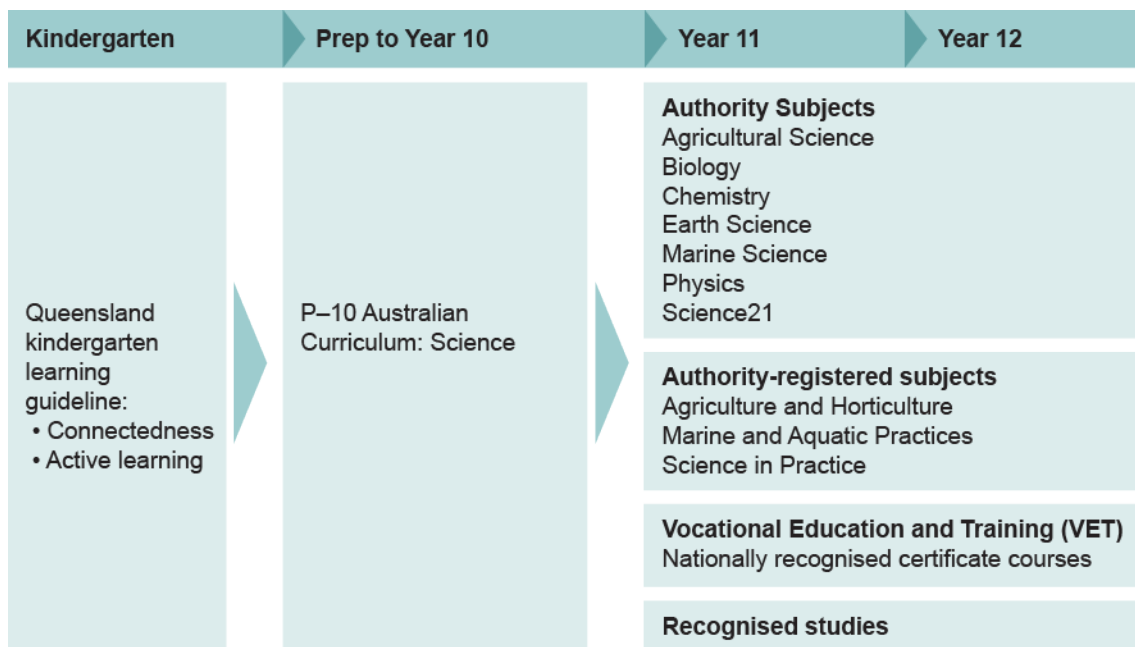 Kindergarten
Prep to Year 10
Year 11
Year 12
Queensland
kindergarten
learning
guideline:
• Connectedness
• Active learning
P–10 Australian
Curriculum: Science
Authority Subjects
Agricultural Science
Biology
Chemistry
Earth Science
Marine Science
Physics
Science21
Authority-registered subjects
Agriculture and Horticulture
Marine and Aquatic Practices
Science in Practice
Vocational Education and Training (VET)
Nationally recognised certificate courses
Recognised studies